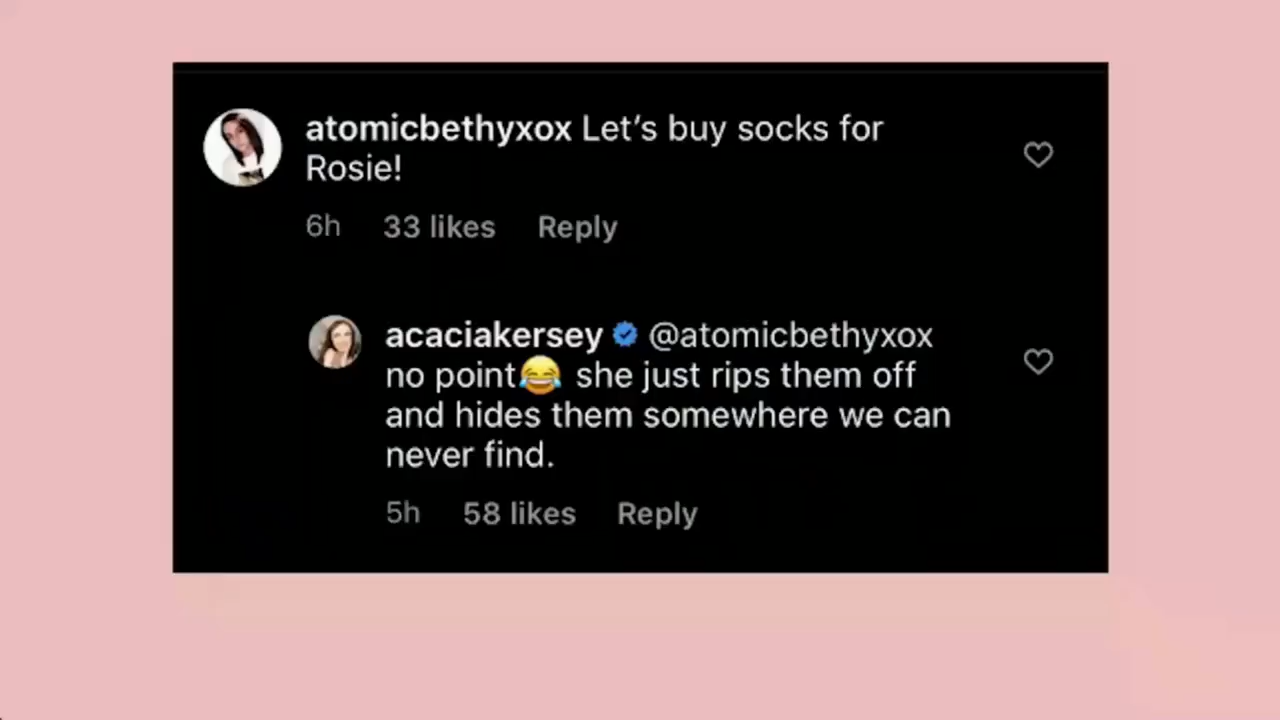 atomicbethyxox Let’s buy socks for
Rosie!
6h 33 likes Reply
acaciakersey @atomicbethyxox
no point😂 she just rips them off
and hides them somewhere we can
never find.
5h 58 likes Reply